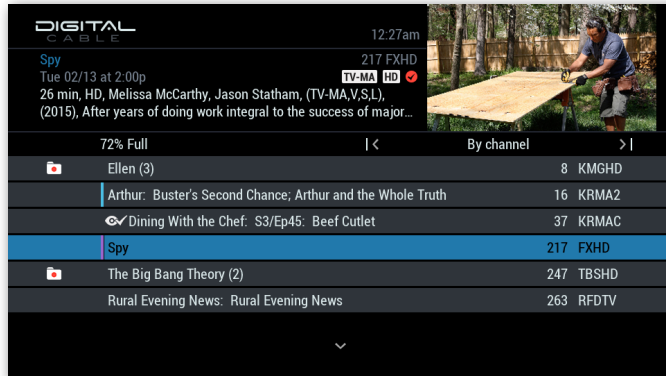 DIGITAL
CABLE
12:27am
Spy
217 FXHD
Tue 02/13 at 2:00p
TV-MA HD
26 min, HD, Melissa McCarthy, Jason Statham, (TV-MA,V,S,L),
(2015), After years of doing work integral to the success of major...
72% Full
By channel
Ellen (3) 8 KMGHD
Arthur: Buster's Second Chance; Arthur and the Whole Truth 16 KRMA2
Dining With the Chef: S3/Ep45: Beef Cutlet 37 KRMAC
Spy 217 FXHD
The Big Bang Theory (2) 247 TBSHD
Rural Evening News: Rural Evening News 263 RFDTV